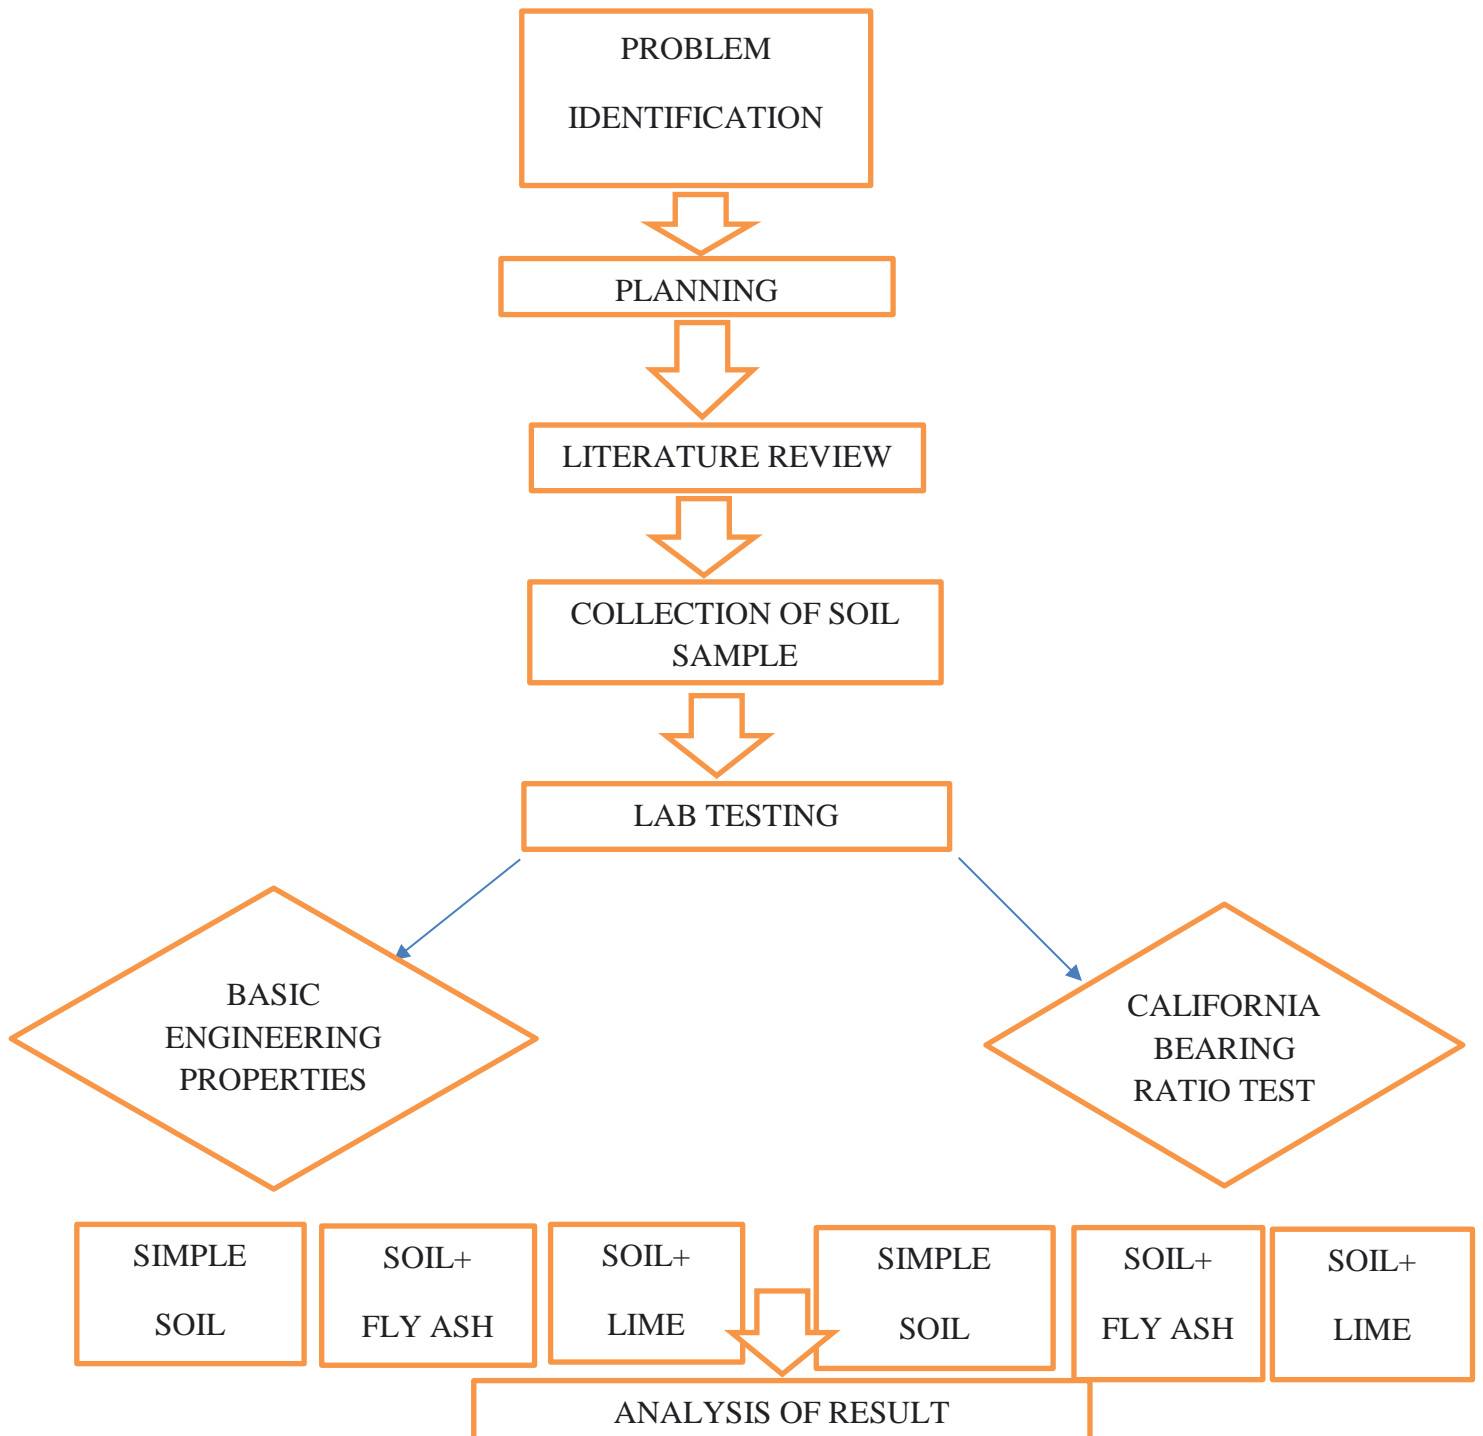 PROBLEM
IDENTIFICATION
PLANNING
LITERATURE REVIEW
COLLECTION OF SOIL
SAMPLE
LAB TESTING
BASIC
ENGINEERING
PROPERTIES
CALIFORNIA
BEARING
RATIO TEST
SIMPLE
SOIL
SOIL+
FLY ASH
SOIL+
LIME
SIMPLE
SOIL
SOIL+
FLY ASH
SOIL+
LIME
ANALYSIS OF RESULT